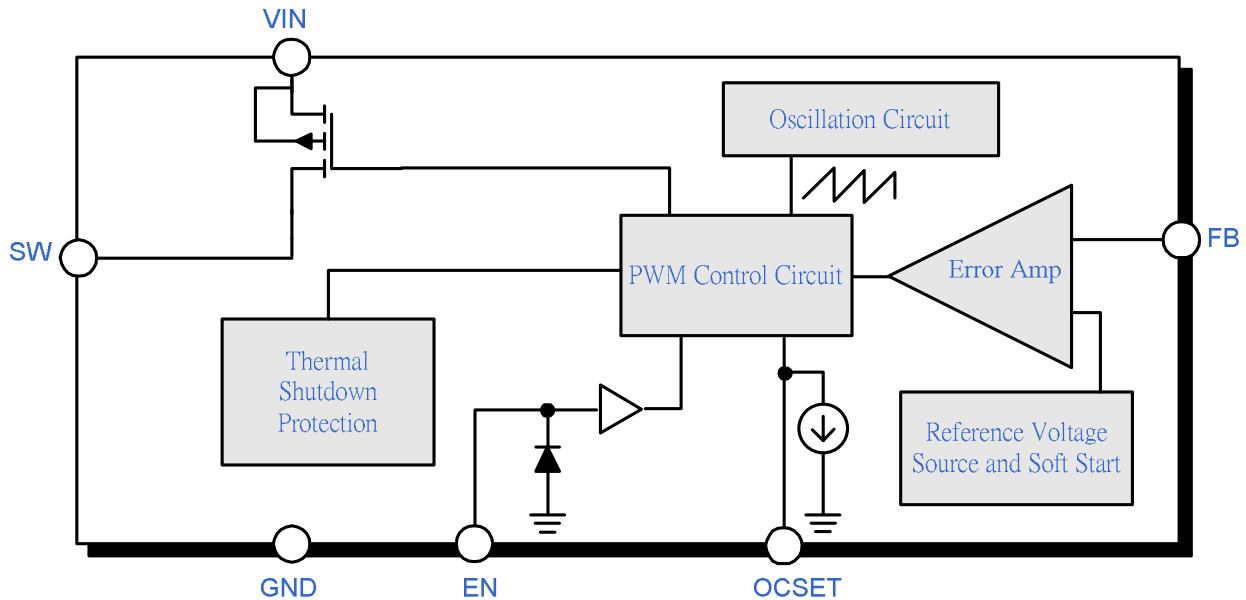 VIN
Oscillation Circuit
SW
FB
PWM Control Circuit
Error Amp
Thermal
Shutdown
Protection
Reference Voltage
Source and Soft Start
GND
EN
OCSET